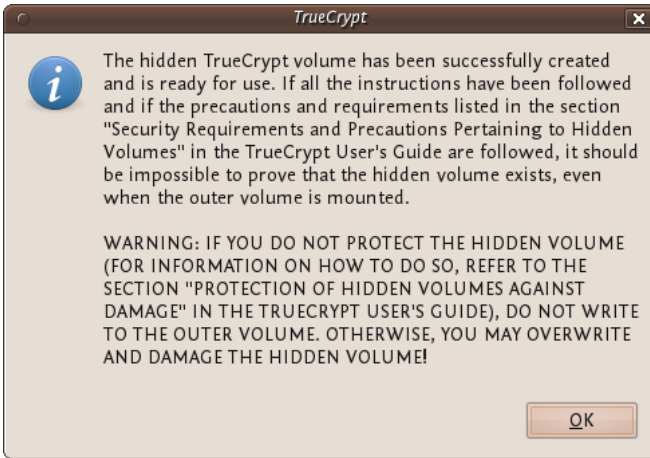 TrueCrypt
The hidden TrueCrypt volume has been successfully created
and is ready for use. If all the instructions have been followed
and if the precautions and requirements listed in the section
"Security Requirements and Precautions Pertaining to Hidden
Volumes" in the TrueCrypt User's Guide are followed, it should
be impossible to prove that the hidden volume exists, even
when the outer volume is mounted.
WARNING: IF YOU DO NOT PROTECT THE HIDDEN VOLUME
(FOR INFORMATION ON HOW TO DO SO, REFER TO THE
SECTION "PROTECTION OF HIDDEN VOLUMES AGAINST
DAMAGE" IN THE TRUECRYPT USER'S GUIDE), DO NOT WRITE
TO THE OUTER VOLUME. OTHERWISE, YOU MAY OVERWRITE
AND DAMAGE THE HIDDEN VOLUME!
OK